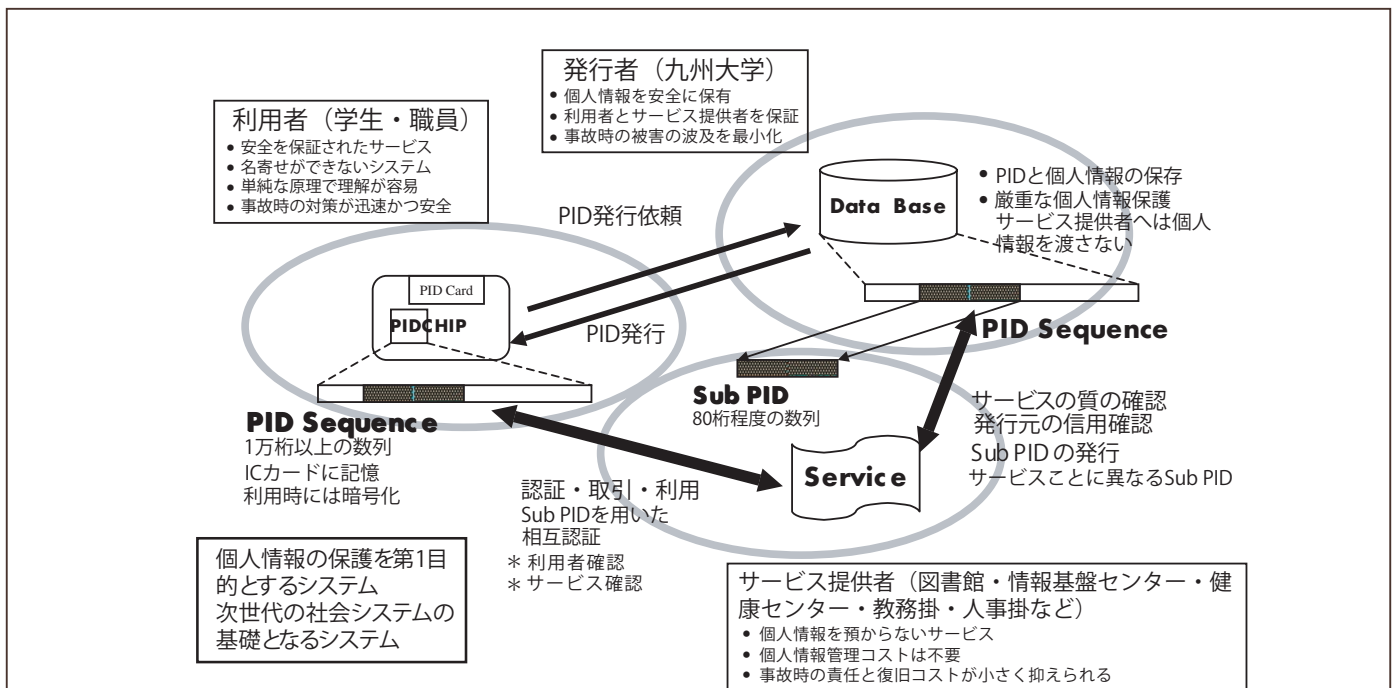 発行者（九州大学）
• 個人情報を安全に保有
• 利用者とサービス提供者を保証
• 事故時の被害の波及を最小化
利用者（学生・職員）
• 安全を保証されたサービス
• 名寄せができないシステム
• 単純な原理で理解が容易
• 事故時の対策が迅速かつ安全
Data Base
• PIDと個人情報の保存
• 厳重な個人情報保護
サービス提供者へは個人
情報を渡さない
PID発行依頼
PID発行
PID Card
PIDCHIP
PID Sequence
1万桁以上の数列
ICカードに記憶
利用時には暗号化
PID Sequence
Sub PID
80桁程度の数列
サービスの質の確認
発行元の信用確認
Sub PID の発行
サービスことに異なるSub PID
Service
認証・取引・利用
Sub PIDを用いた
相互認証
＊ 利用者確認
＊ サービス確認
個人情報の保護を第1目
的とするシステム
次世代の社会システムの
基礎となるシステム
サービス提供者（図書館・情報基盤センター・健
康センター・教務掛・人事掛など）
• 個人情報を預からないサービス
• 個人情報管理コストは不要
• 事故時の責任と復旧コストが小さく抑えられる